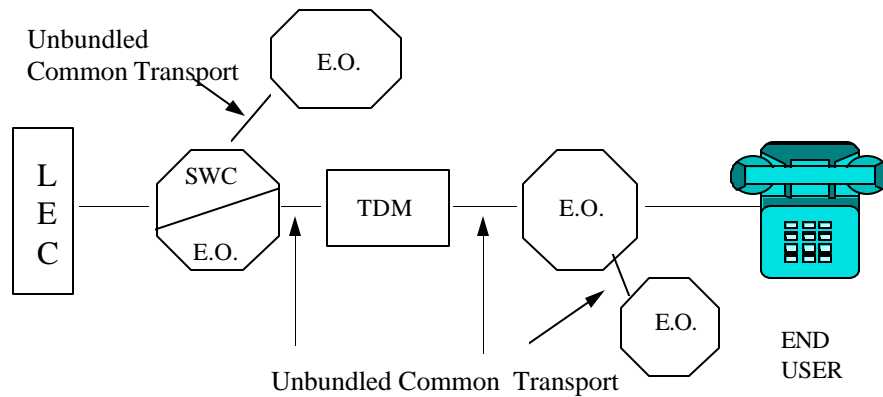 Unbundled
Common Transport
E.O.
L
E
C
SWC
E.O.
TDM
E.O.
E.O.
END
USER
Unbundled Common Transport